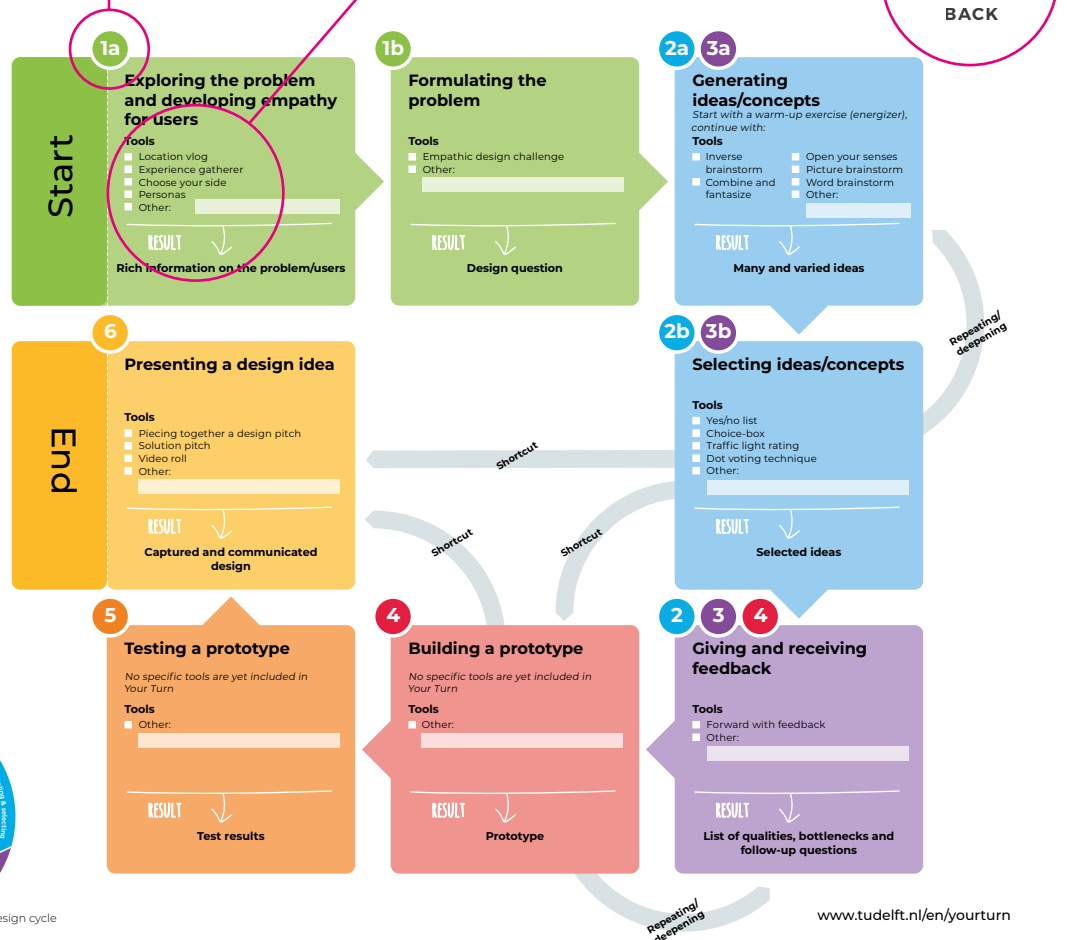 BACK
1a
Exploring the problem
and developing empathy
for users
Tools
Location vlog
Experience gatherer
Choose your side
Personas
Other:
RESULT
Rich information on the problem/users
Start
1b
Formulating the
problem
Tools
Empathic design challenge
Other:
RESULT
Design question
2a 3a
Generating
ideas/concepts
Start with a warm-up exercise (energizer),
continue with:
Tools
Inverse
brainstorm
Combine and
fantasize
Open your senses
Picture brainstorm
Word brainstorm
Other:
RESULT
Many and varied ideas
Repeating/
deepening
2b 3b
Selecting ideas/concepts
Tools
Yes/no list
Choice-box
Traffic light rating
Dot voting technique
Other:
RESULT
Selected ideas
Shortcut
Shortcut
Shortcut
6
Presenting a design idea
Tools
Piecing together a design pitch
Solution pitch
Video roll
Other:
RESULT
Captured and communicated
design
End
5
Testing a prototype
No specific tools are yet included in
Your Turn
Tools
Other:
RESULT
Test results
4
Building a prototype
No specific tools are yet included in
Your Turn
Tools
Other:
RESULT
Prototype
2 3 4
Giving and receiving
feedback
Tools
Forward with feedback
Other:
RESULT
List of qualities, bottlenecks and
follow-up questions
Repeating/
deepening
& selecting
esign cycle
www.tudelft.nl/en/yourturn